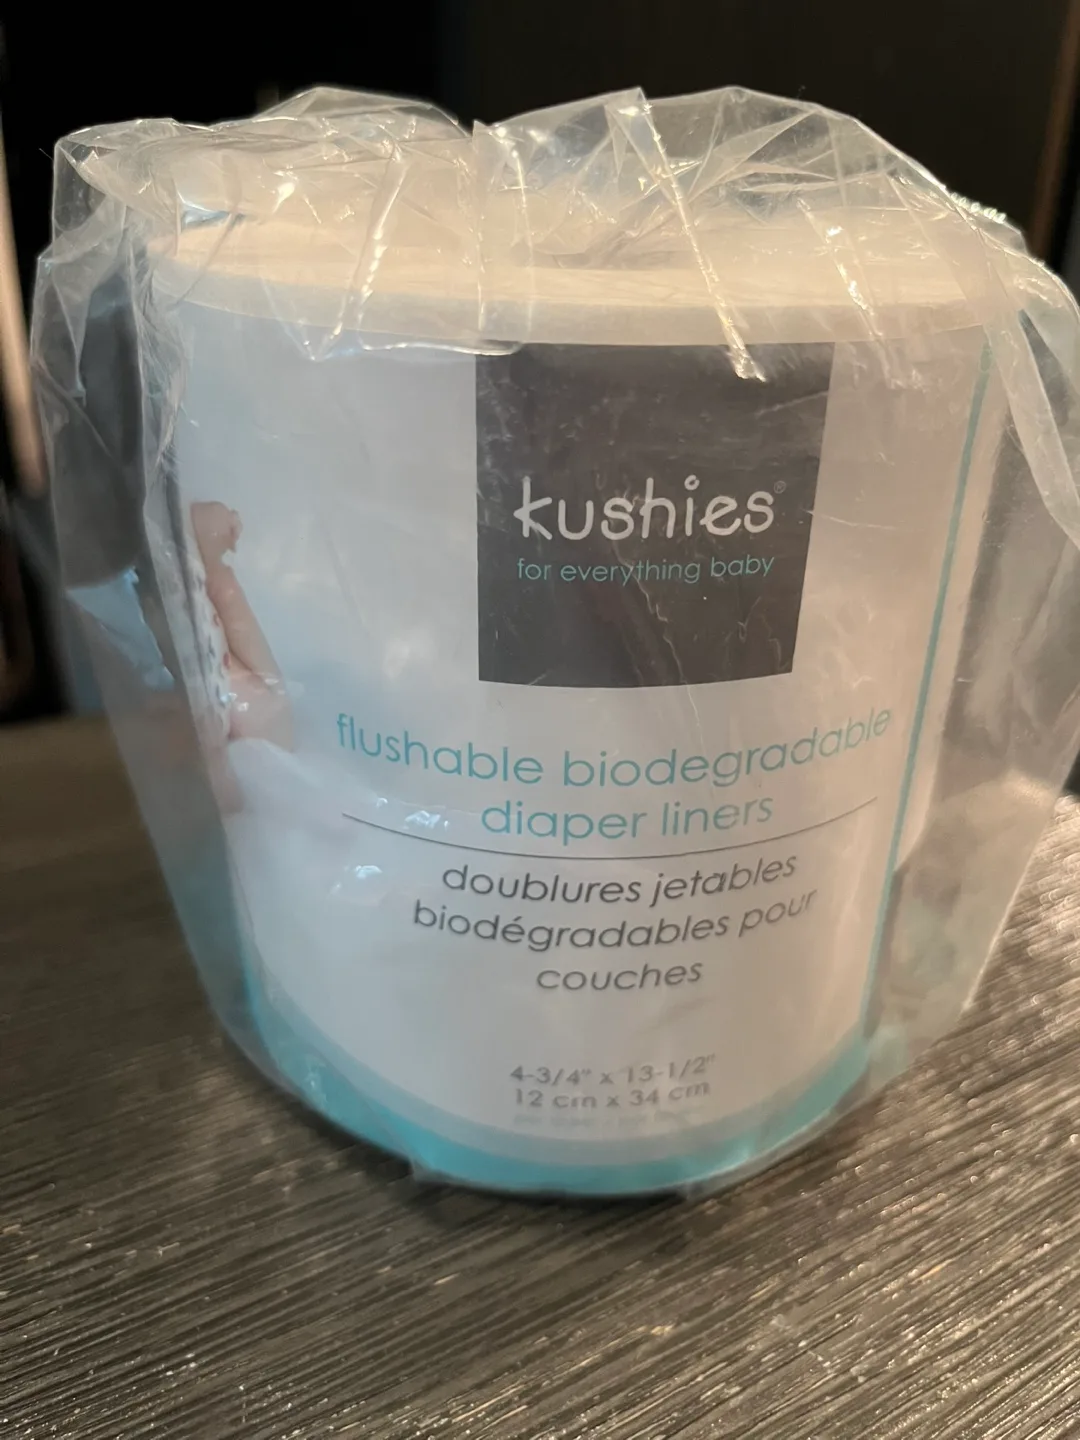 kushies®
for everything baby
flushable biodegradable
diaper liners
doublures jetables
biodégradables pour
couches
4-3/4" x 13-1/2"
12 cm x 34 cm